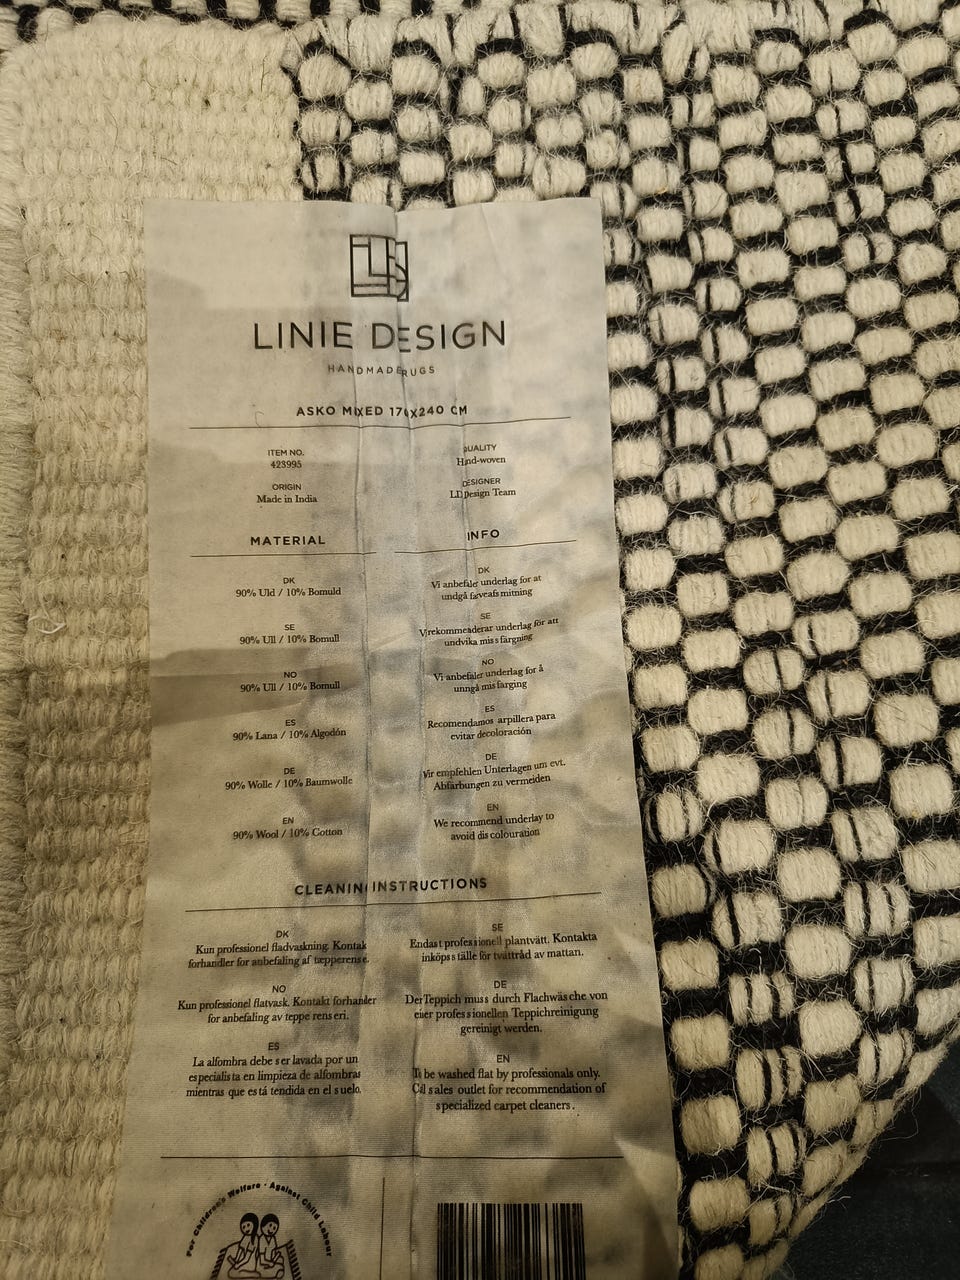 LINIE DESIGN
HANDMADE RUGS
ASKO MIXED 170X240 CM
ITEM NO.
423995
ORIGIN
Made in India
QUALITY
Hand-woven
DESIGNER
LD Design Team
MATERIAL
DK
90% Uld / 10% Bomuld
SE
90% Ull / 10% Bomull
NO
90% Ull / 10% Bomull
ES
90% Lana / 10% Algodón
DE
90% Wolle / 10% Baumwolle
EN
90% Wool / 10% Cotton
INFO
DK
Vi anbefaler underlag for at
undgå farveafsmitning
SE
Vi rekommenderar underlag för att
undvika missfärgning
NO
Vi anbefaler underlag for å
unngå misfarging
ES
Recomendamos arpillera para
evitar decoloración
DE
Wir empfehlen Unterlagen um evt.
Abfärbungen zu vermeiden
EN
We recommend underlay to
avoid discolouration
CLEANING INSTRUCTIONS
DK
Kun professionel fladvaskning. Kontakt
forhandler for anbefaling af tæpperensere.
NO
Kun professionel flatvask. Kontakt forhandler
for anbefaling av tepperenseri.
ES
La alfombra debe ser lavada por un
especialista en limpieza de alfombras
mientras que está tendida en el suelo.
SE
Endast professionell plantvätt. Kontakta
inköpsställe för tvättråd av mattan.
DE
Der Teppich muss durch Flachwäsche von
einer professionellen Teppichreinigung
gereinigt werden.
EN
To be washed flat by professionals only.
Call sales outlet for recommendation of
specialized carpet cleaners.
For Children's Welfare · Against Child Labour